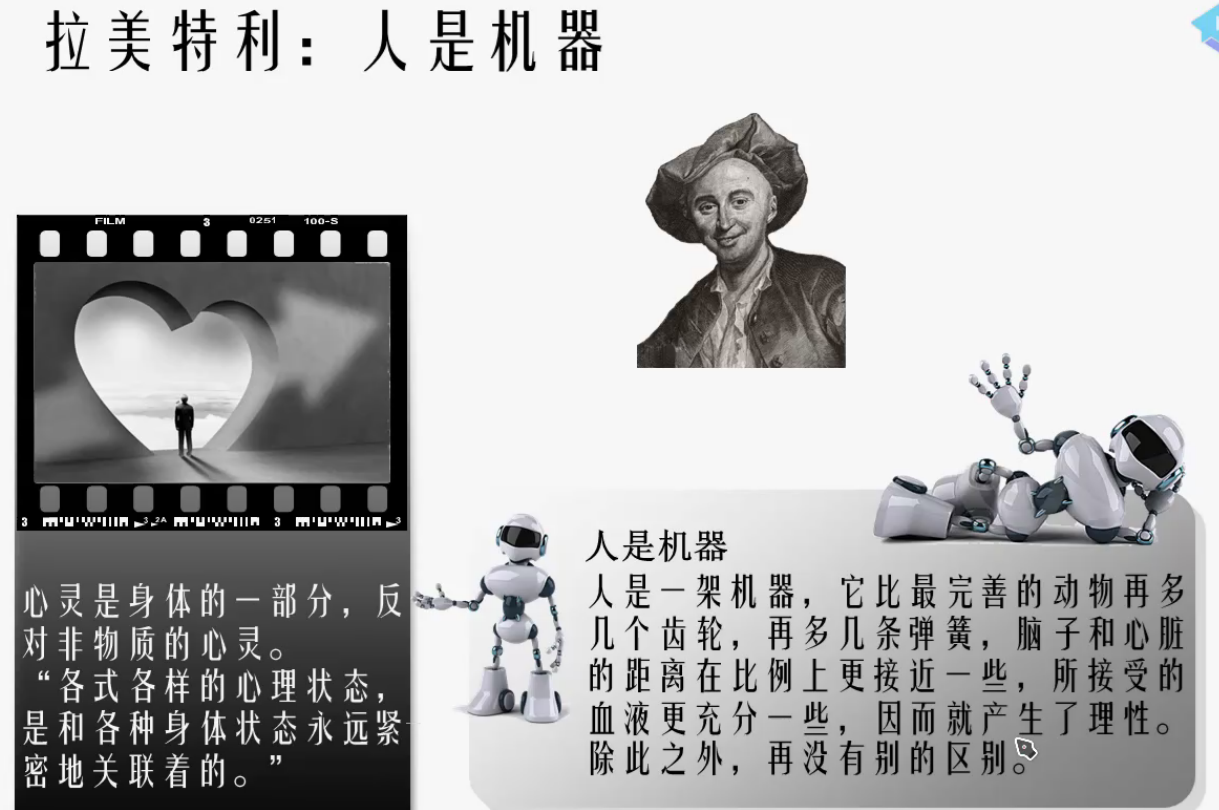 拉美特利：人是机器
FILM 3 0251 100-S
3 3 2A 3 3
心灵是身体的一部分，反
对非物质的心灵。
“各式各样的心理状态，
是和各种身体状态永远紧
密地关联着的。”
人是机器
人是一架机器，它比最完善的动物再多
几个齿轮，再多几条弹簧，脑子和心脏
的距离在比例上更接近一些，所接受的
血液更充分一些，因而就产生了理性。
除此之外，再没有别的区别。